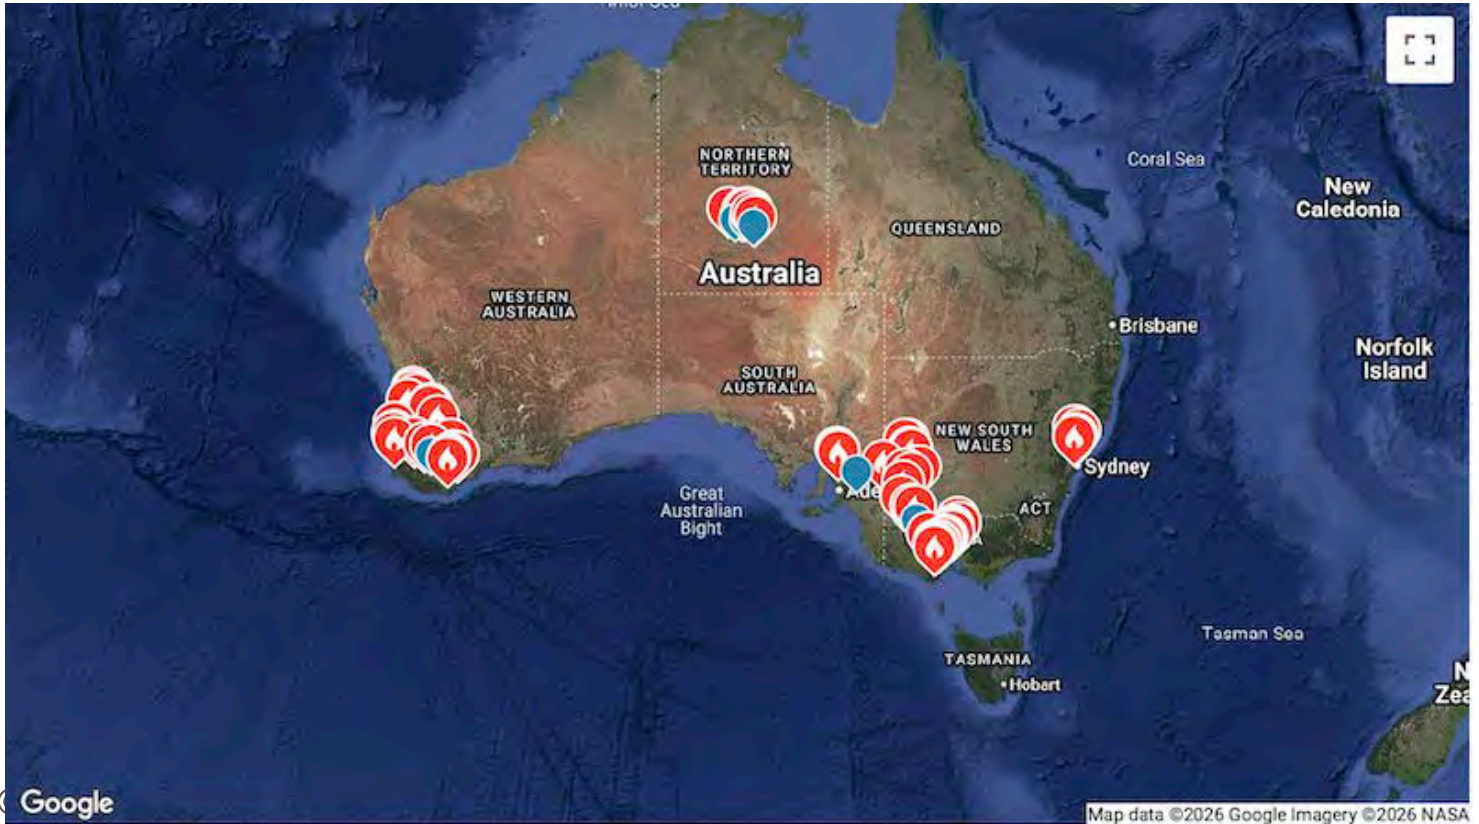 Coral Sea
NORTHERN
TERRITORY
New
Caledonia
QUEENSLAND
Australia
WESTERN
AUSTRALIA
Brisbane
Norfolk
Island
SOUTH
AUSTRALIA
NEW SOUTH
WALES
Sydney
Great
Australian
Bight
ACT
Tasman Sea
TASMANIA
Hobart
Google
Map data ©2026 Google Imagery ©2026 NASA